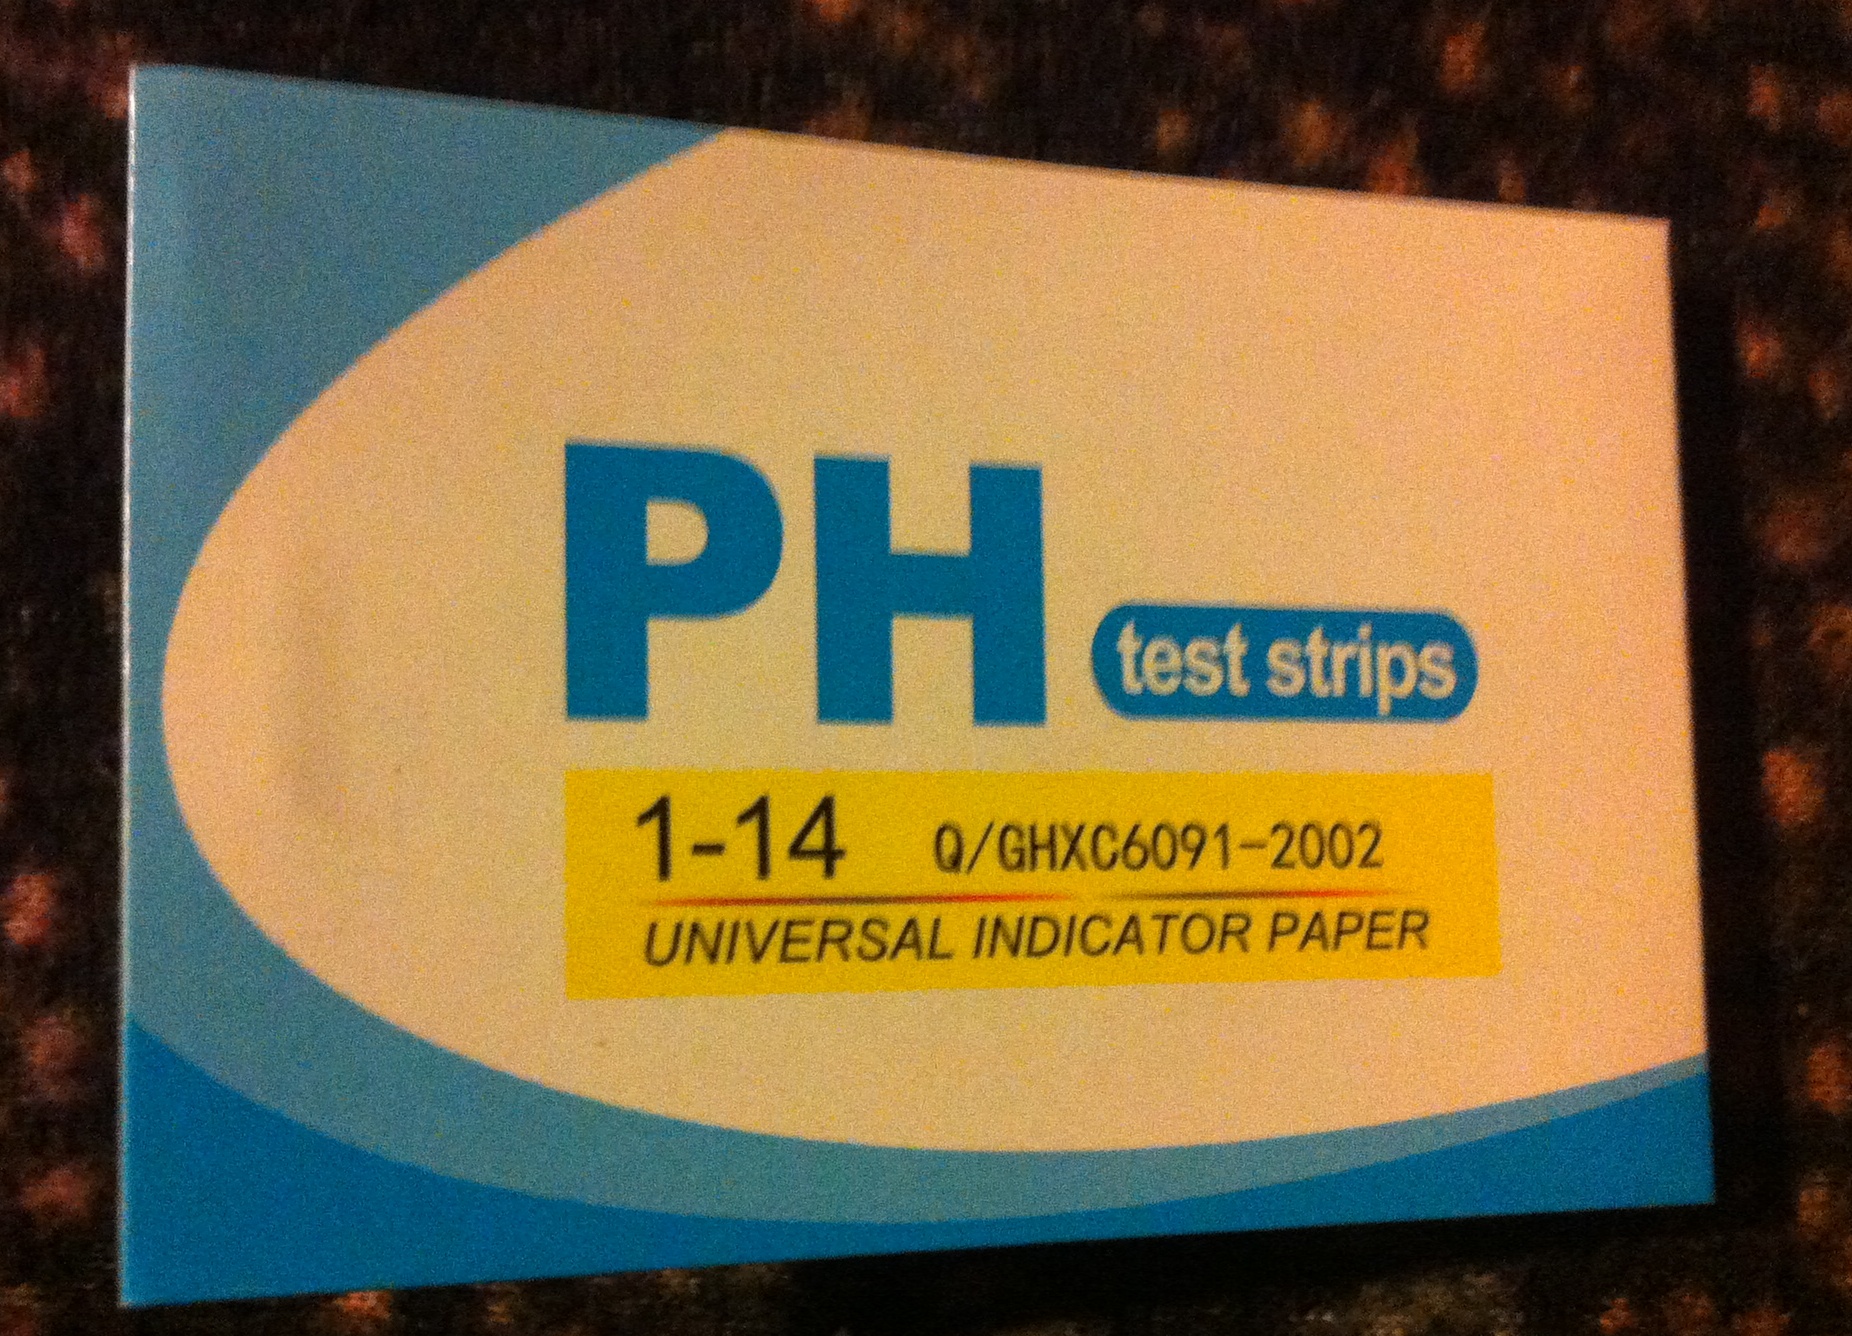 PH test strips
1-14 Q/GHXC6091-2002
UNIVERSAL INDICATOR PAPER